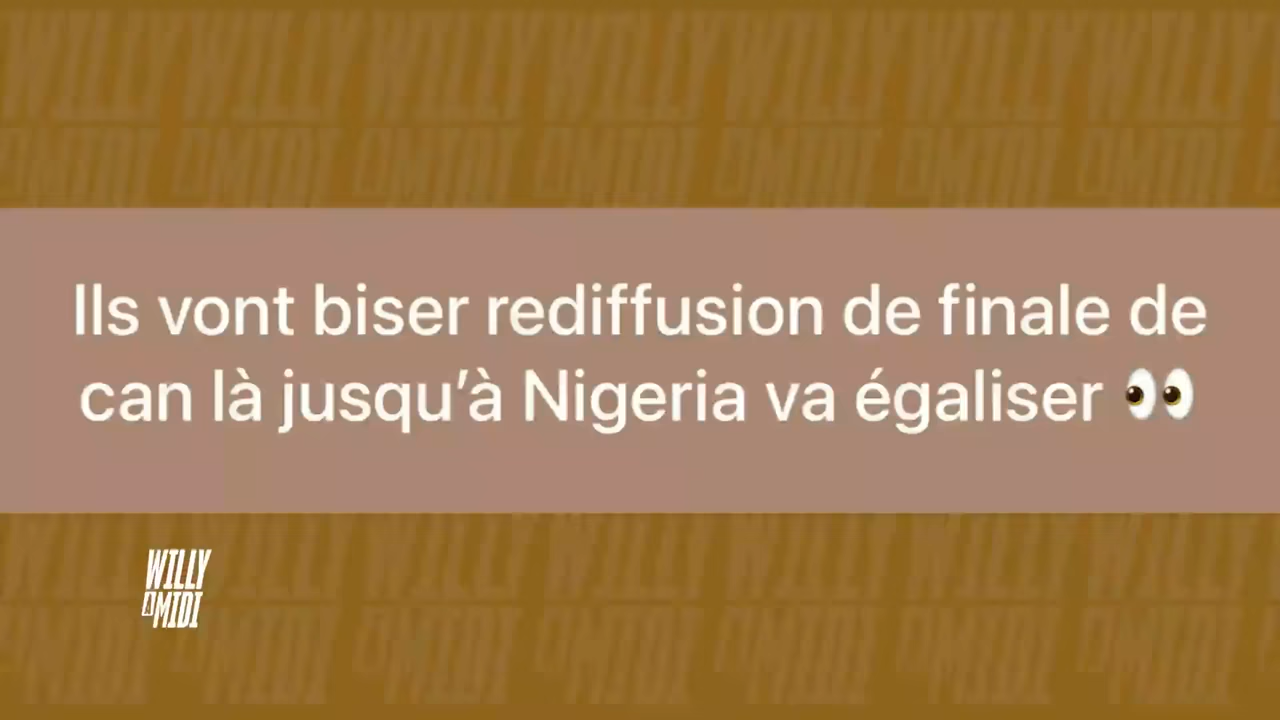 Ils vont biser rediffusion de finale de
can là jusqu’à Nigeria va égaliser 👀
WILLY
À MIDI